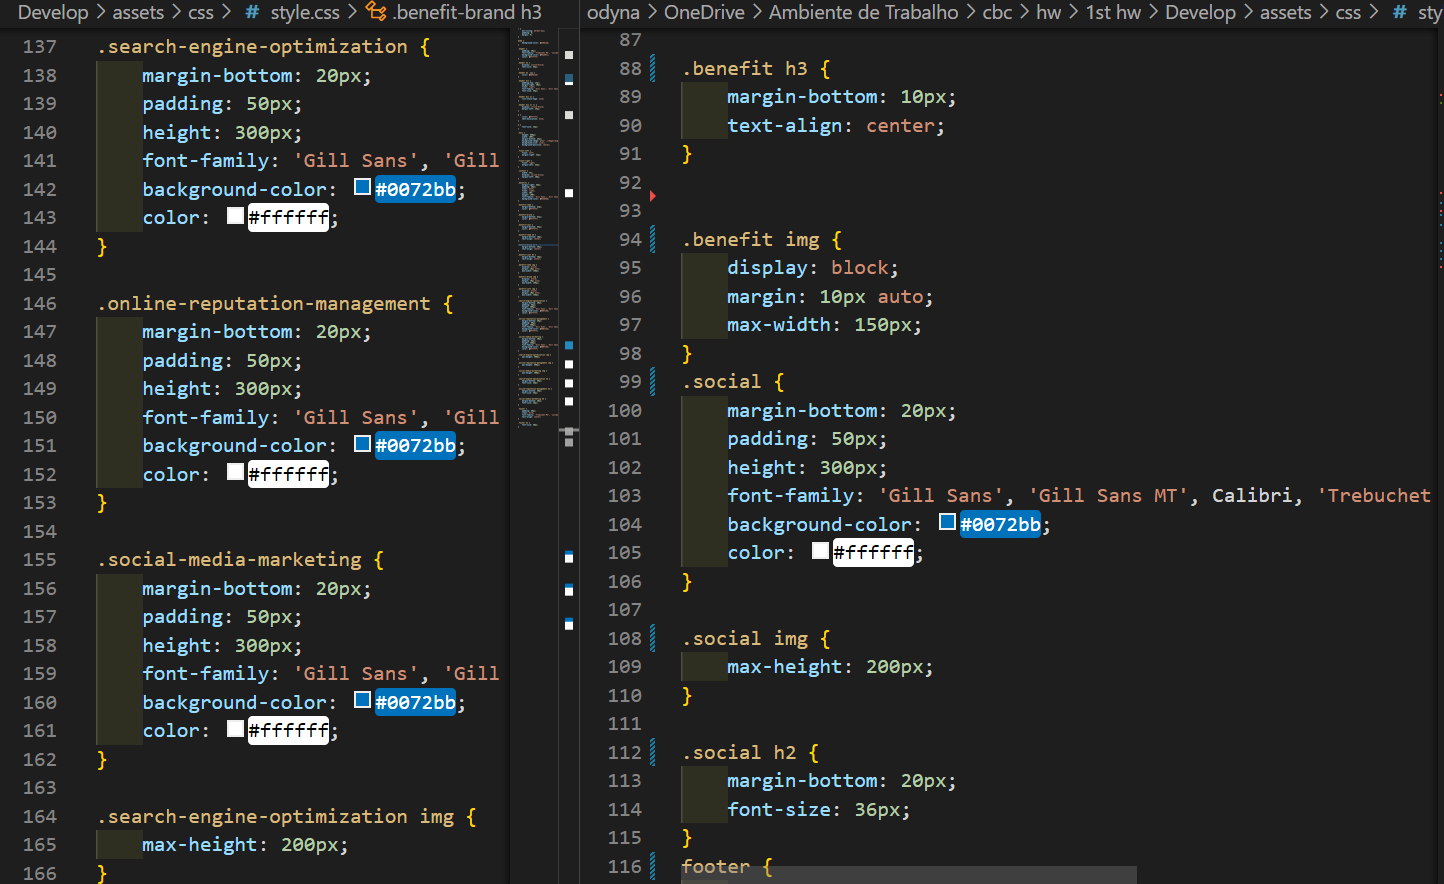 Develop > assets > css > # style.css > .benefit-brand h3
137 .search-engine-optimization {
138 margin-bottom: 20px;
139 padding: 50px;
140 height: 300px;
141 font-family: 'Gill Sans', 'Gill
142 background-color: #0072bb;
143 color: #ffffff;
144 }
145
146 .online-reputation-management {
147 margin-bottom: 20px;
148 padding: 50px;
149 height: 300px;
150 font-family: 'Gill Sans', 'Gill
151 background-color: #0072bb;
152 color: #ffffff;
153 }
154
155 .social-media-marketing {
156 margin-bottom: 20px;
157 padding: 50px;
158 height: 300px;
159 font-family: 'Gill Sans', 'Gill
160 background-color: #0072bb;
161 color: #ffffff;
162 }
163
164 .search-engine-optimization img {
165 max-height: 200px;
166 }
odyna > OneDrive > Ambiente de Trabalho > cbc > hw > 1st hw > Develop > assets > css > # sty
87
88 .benefit h3 {
89 margin-bottom: 10px;
90 text-align: center;
91 }
92
93
94 .benefit img {
95 display: block;
96 margin: 10px auto;
97 max-width: 150px;
98 }
99 .social {
100 margin-bottom: 20px;
101 padding: 50px;
102 height: 300px;
103 font-family: 'Gill Sans', 'Gill Sans MT', Calibri, 'Trebuchet
104 background-color: #0072bb;
105 color: #ffffff;
106 }
107
108 .social img {
109 max-height: 200px;
110 }
111
112 .social h2 {
113 margin-bottom: 20px;
114 font-size: 36px;
115 }
116 footer {